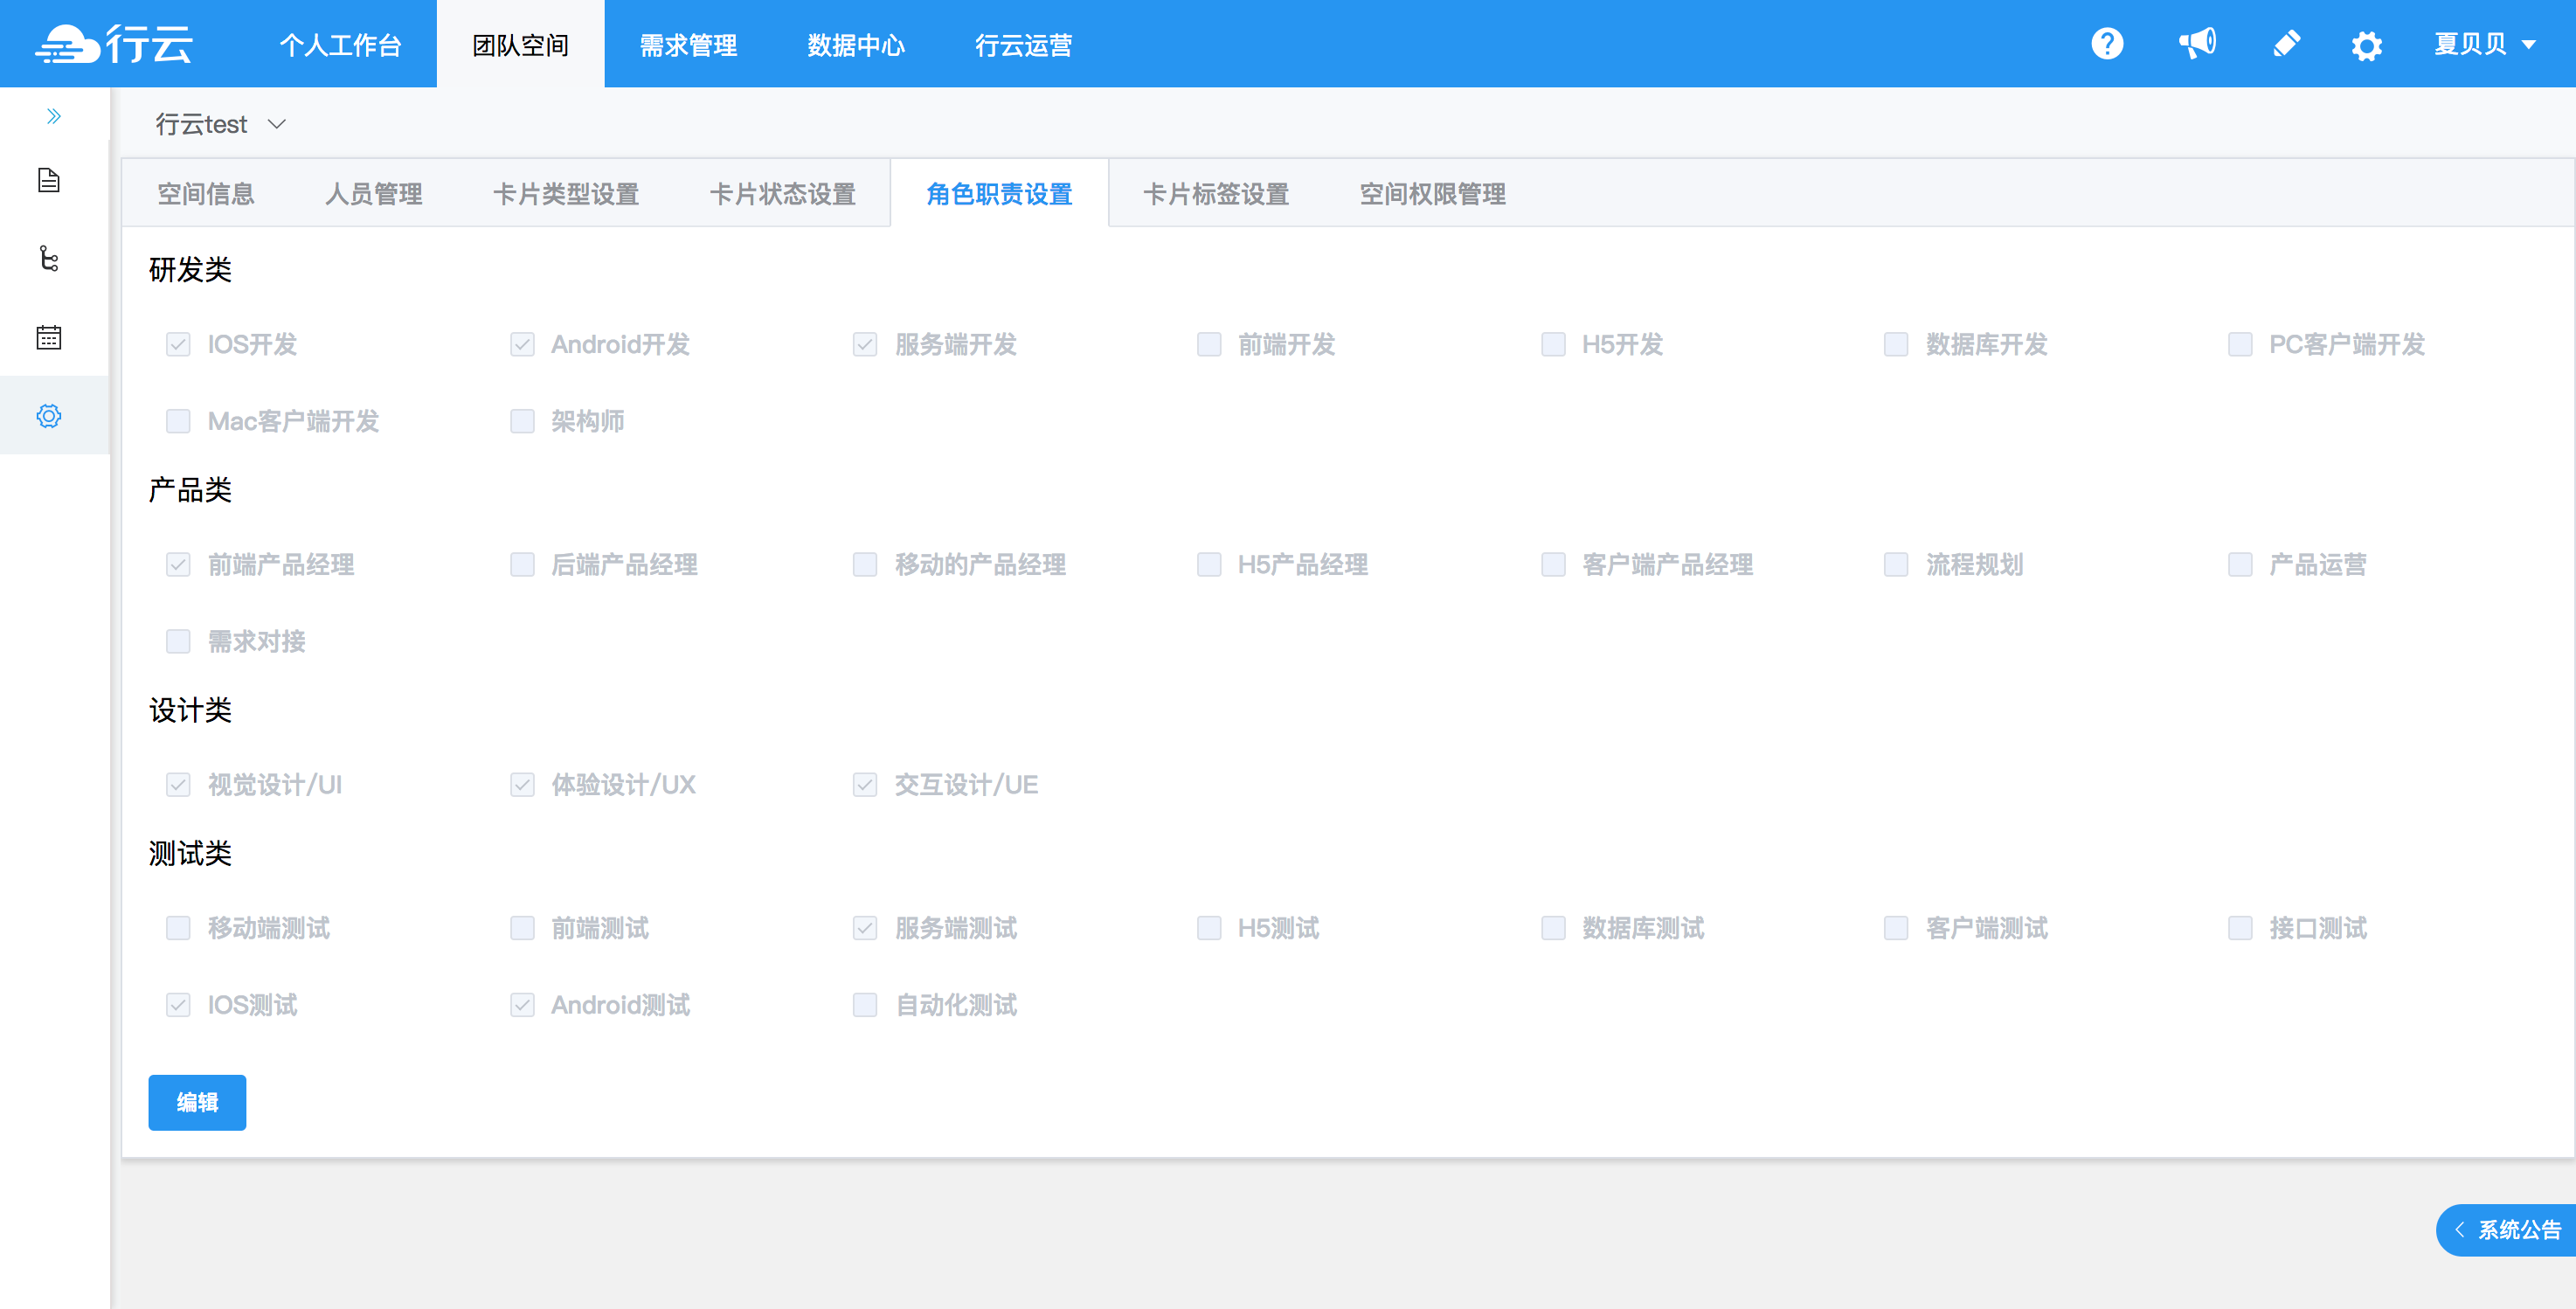 行云 个人工作台 团队空间 需求管理 数据中心 行云运营 夏贝贝
行云test
空间信息 人员管理 卡片类型设置 卡片状态设置 角色职责设置 卡片标签设置 空间权限管理
研发类
IOS开发 Android开发 服务端开发 前端开发 H5开发 数据库开发 PC客户端开发
Mac客户端开发 架构师
产品类
前端产品经理 后端产品经理 移动的产品经理 H5产品经理 客户端产品经理 流程规划 产品运营
需求对接
设计类
视觉设计/UI 体验设计/UX 交互设计/UE
测试类
移动端测试 前端测试 服务端测试 H5测试 数据库测试 客户端测试 接口测试
IOS测试 Android测试 自动化测试
编辑
系统公告